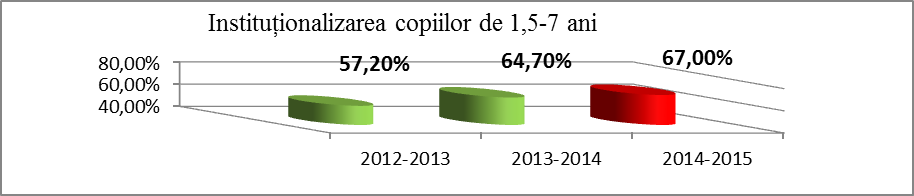 Instituționalizarea copiilor de 1,5-7 ani
57,20% 64,70% 67,00%
80,00%
60,00%
40,00%
2012-2013 2013-2014 2014-2015